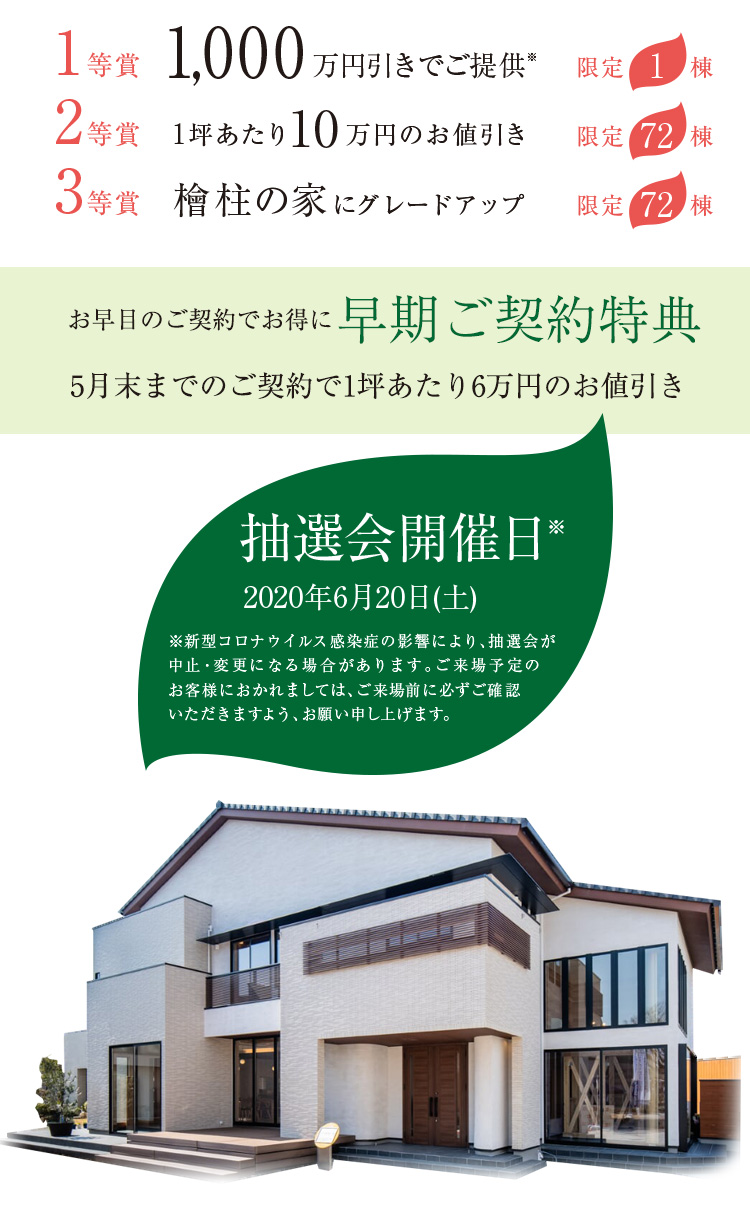 1等賞 1,000万円引きでご提供※ 限定1棟
2等賞 1坪あたり10万円のお値引き 限定72棟
3等賞 檜柱の家にグレードアップ 限定72棟
お早目のご契約でお得に 早期ご契約特典
5月末までのご契約で1坪あたり6万円のお値引き
抽選会開催日※
2020年6月20日(土)
※新型コロナウイルス感染症の影響により、抽選会が
中止・変更になる場合があります。ご来場予定の
お客様におかれましては、ご来場前に必ずご確認
いただきますよう、お願い申し上げます。